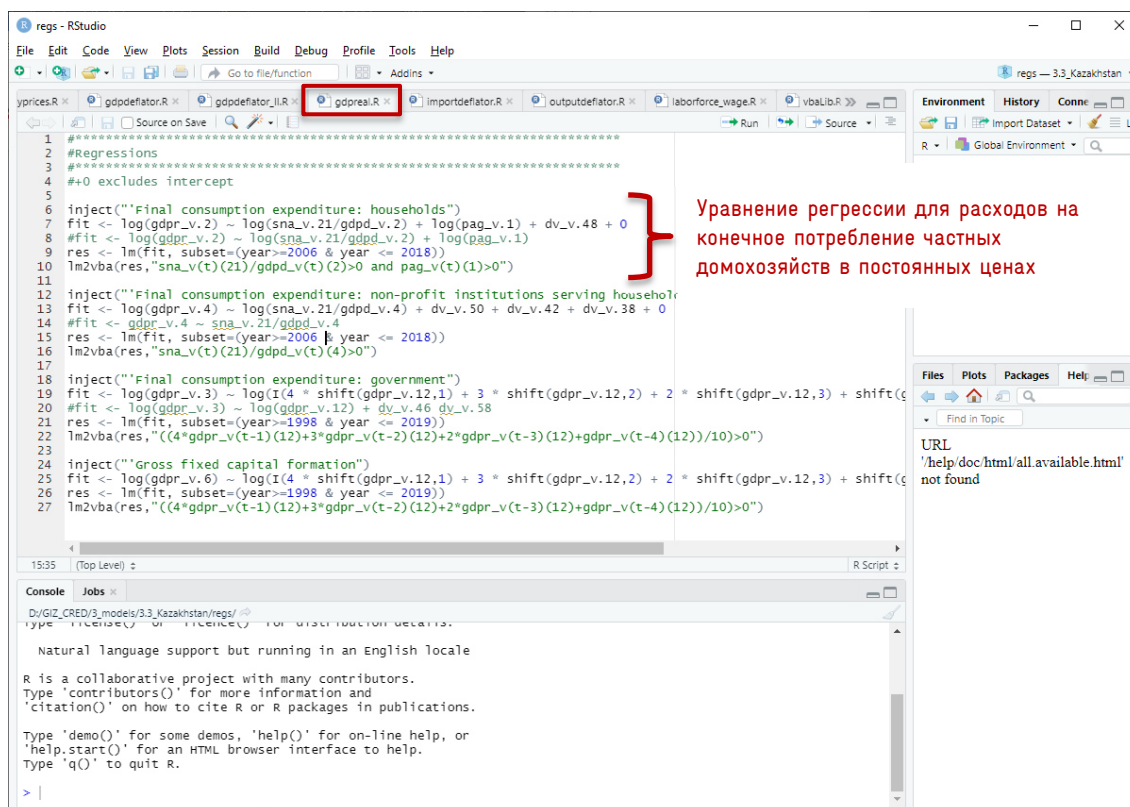 regs - RStudio
File Edit Code View Plots Session Build Debug Profile Tools Help
Go to file/function Addins regs — 3.3_Kazakhstan
yprices.R gdpdeflator.R gdpdeflator_II.R gdpreal.R importdeflator.R outputdeflator.R laborforce_wage.R vbaLib.R
Source on Save Run Source
1 #************************************************************************
2 #Regressions
3 #************************************************************************
4 #+0 excludes intercept
5
6 inject("'Final consumption expenditure: households")
7 fit <- log(gdpr_v.2) ~ log(sna_v.21/gdpd_v.2) + log(pag_v.1) + dv_v.48 + 0
8 #fit <- log(gdpr_v.2) ~ log(sna_v.21/gdpd_v.2) + log(pag_v.1)
9 res <- lm(fit, subset=(year>=2006 & year <= 2018))
10 lm2vba(res,"sna_v(t)(21)/gdpd_v(t)(2)>0 and pag_v(t)(1)>0")
11
12 inject("'Final consumption expenditure: non-profit institutions serving househol
13 fit <- log(gdpr_v.4) ~ log(sna_v.21/gdpd_v.4) + dv_v.50 + dv_v.42 + dv_v.38 + 0
14 #fit <- gdpr_v.4 ~ sna_v.21/gdpd_v.4
15 res <- lm(fit, subset=(year>=2006 & year <= 2018))
16 lm2vba(res,"sna_v(t)(21)/gdpd_v(t)(4)>0")
17
18 inject("'Final consumption expenditure: government")
19 fit <- log(gdpr_v.3) ~ log(I(4 * shift(gdpr_v.12,1) + 3 * shift(gdpr_v.12,2) + 2 * shift(gdpr_v.12,3) + shift(g
20 #fit <- log(gdpr_v.3) ~ log(gdpr_v.12) + dv_v.46 dv_v.58
21 res <- lm(fit, subset=(year>=1998 & year <= 2019))
22 lm2vba(res,"((4*gdpr_v(t-1)(12)+3*gdpr_v(t-2)(12)+2*gdpr_v(t-3)(12)+gdpr_v(t-4)(12))/10)>0")
23
24 inject("'Gross fixed capital formation")
25 fit <- log(gdpr_v.6) ~ log(I(4 * shift(gdpr_v.12,1) + 3 * shift(gdpr_v.12,2) + 2 * shift(gdpr_v.12,3) + shift(g
26 res <- lm(fit, subset=(year>=1998 & year <= 2019))
27 lm2vba(res,"((4*gdpr_v(t-1)(12)+3*gdpr_v(t-2)(12)+2*gdpr_v(t-3)(12)+gdpr_v(t-4)(12))/10)>0")
Уравнение регрессии для расходов на
конечное потребление частных
домохозяйств в постоянных ценах
15:35 (Top Level) R Script
Console Jobs
D:/GIZ_CRED/3_models/3.3_Kazakhstan/regs/
Type 'license()' or 'licence()' for distribution details.
Natural language support but running in an English locale
R is a collaborative project with many contributors.
Type 'contributors()' for more information and
'citation()' on how to cite R or R packages in publications.
Type 'demo()' for some demos, 'help()' for on-line help, or
'help.start()' for an HTML browser interface to help.
Type 'q()' to quit R.
>
Environment History Conne
Import Dataset L
R Global Environment
Files Plots Packages Help
Find in Topic
URL
'/help/doc/html/all.available.html'
not found